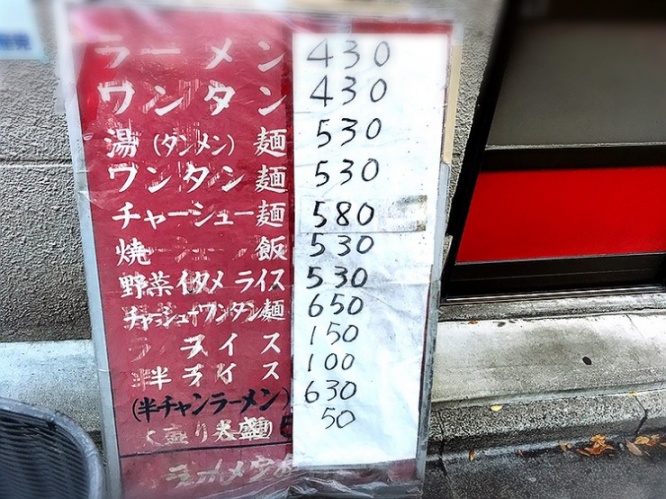 ラーメン 430
ワンタン 430
湯(タンメン)麺 530
ワンタン麺 530
チャーシュー麺 580
焼 飯 530
野菜イタメライス 530
チャーシューワンタン麺 650
ライス 150
半ライス 100
(半チャンラーメン) 630
大盛り 50